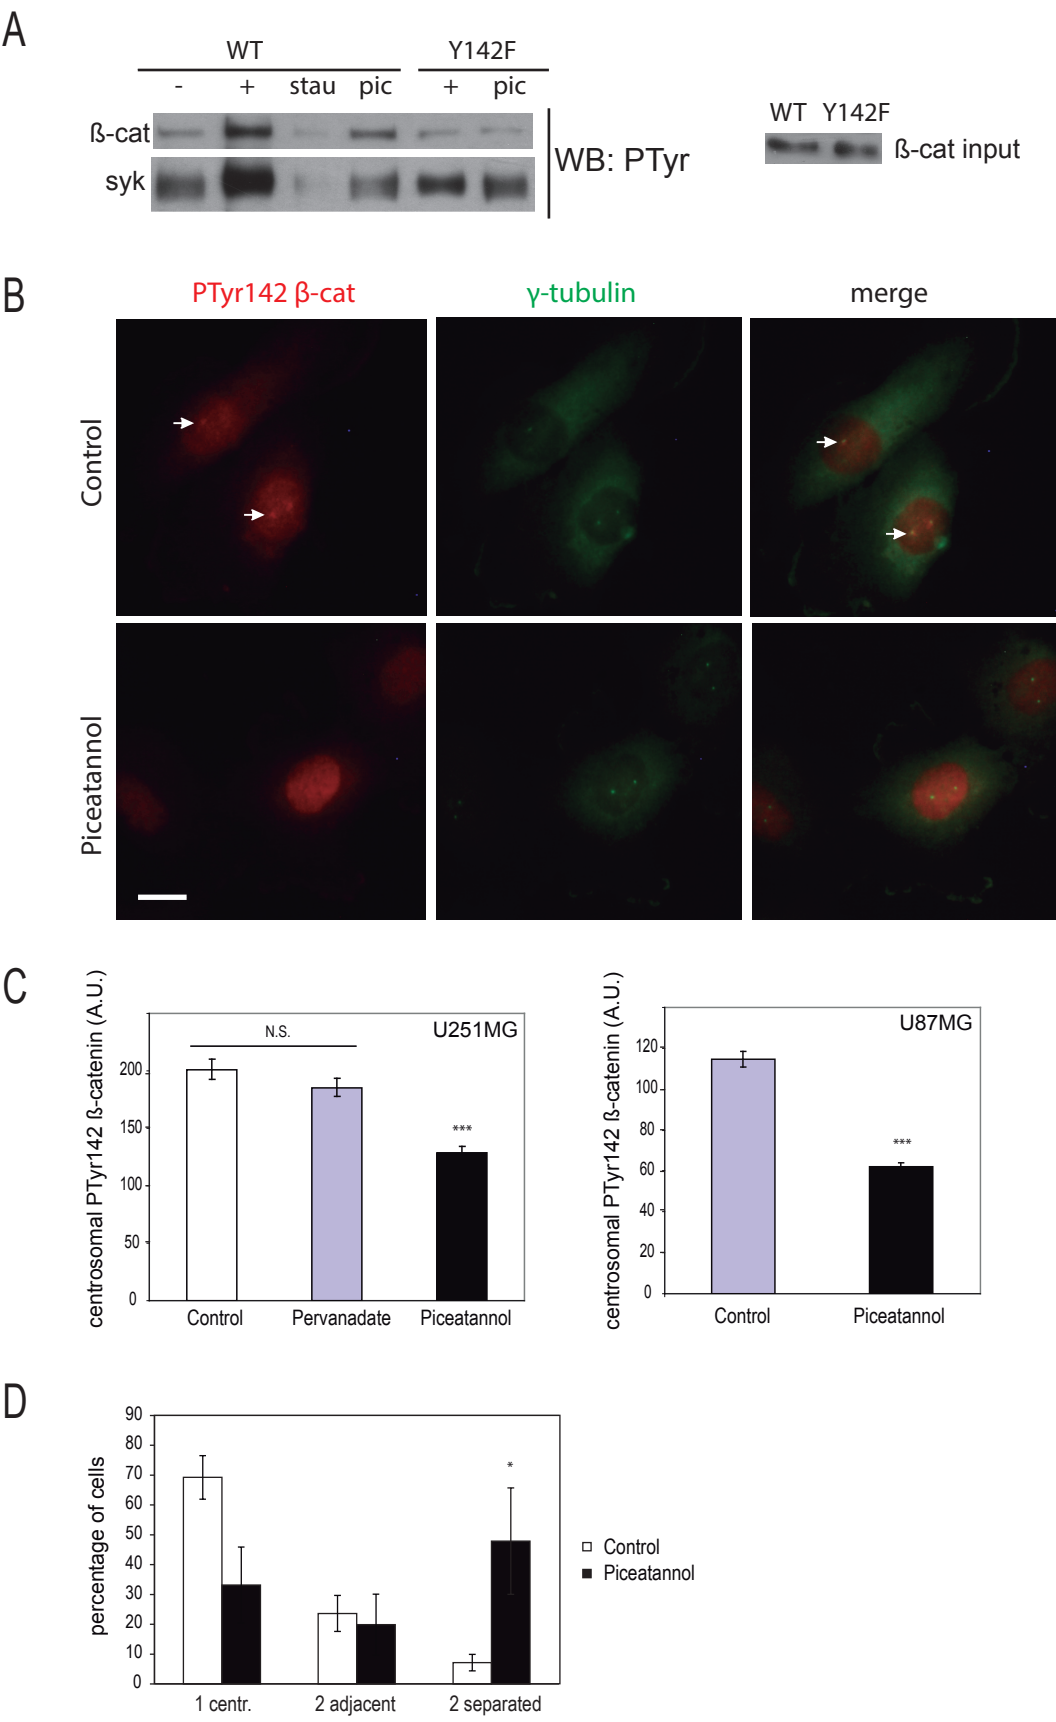 A
WT Y142F
- + stau pic + pic
ß-cat
syk
WB: PTyr
WT Y142F
ß-cat input
B
PTyr142 β-cat γ-tubulin merge
Control
Piceatannol
C
centrosomal PTyr142 ß-catenin (A.U.)
200
150
100
50
0
N.S.
U251MG
***
Control Pervanadate Piceatannol
centrosomal PTyr142 ß-catenin (A.U.)
120
100
80
60
40
20
0
U87MG
***
Control Piceatannol
D
percentage of cells
90
80
70
60
50
40
30
20
10
0
*
1 centr. 2 adjacent 2 separated
Control
Piceatannol